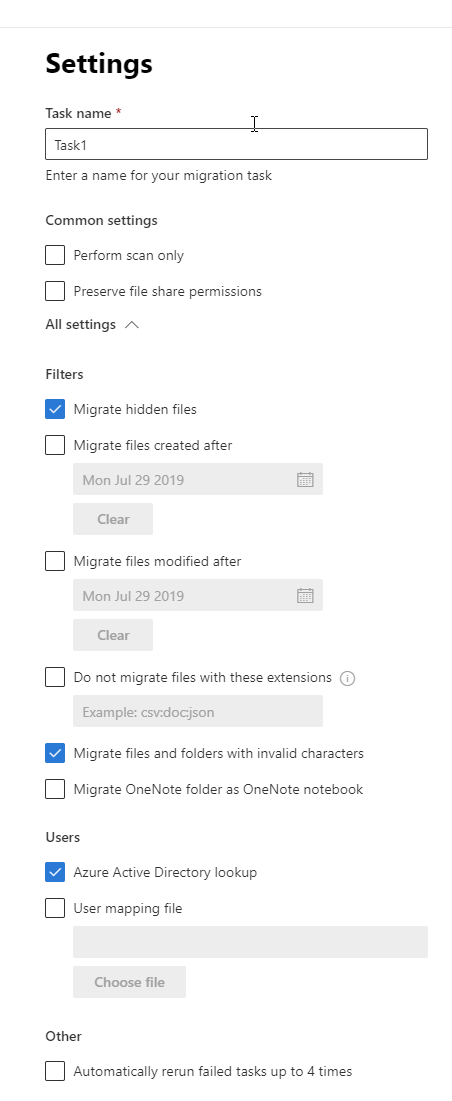 Settings
Task name *
Task1
Enter a name for your migration task
Common settings
Perform scan only
Preserve file share permissions
All settings
Filters
Migrate hidden files
Migrate files created after
Mon Jul 29 2019
Clear
Migrate files modified after
Mon Jul 29 2019
Clear
Do not migrate files with these extensions
Example: csv:doc:json
Migrate files and folders with invalid characters
Migrate OneNote folder as OneNote notebook
Users
Azure Active Directory lookup
User mapping file
Choose file
Other
Automatically rerun failed tasks up to 4 times